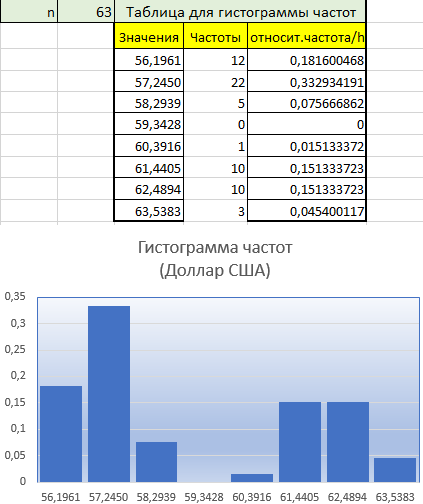 n 63 Таблица для гистограммы частот
Значения Частоты относит.частота/h
56,1961 12 0,181600468
57,2450 22 0,332934191
58,2939 5 0,075666862
59,3428 0 0
60,3916 1 0,015133372
61,4405 10 0,151333723
62,4894 10 0,151333723
63,5383 3 0,045400117
Гистограмма частот
(Доллар США)
0,35
0,3
0,25
0,2
0,15
0,1
0,05
0
56,1961 57,2450 58,2939 59,3428 60,3916 61,4405 62,4894 63,5383